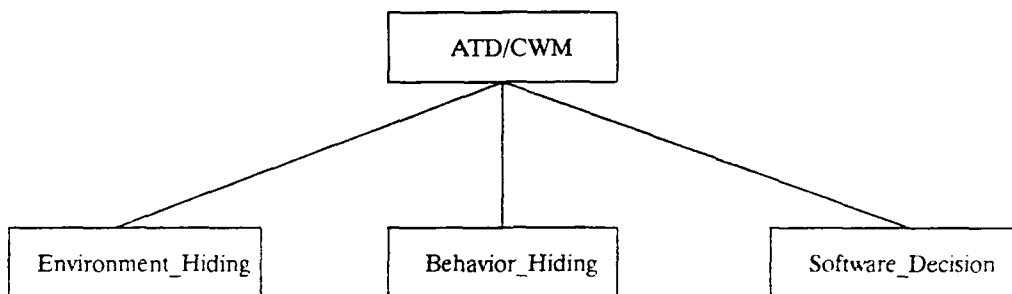 ATD/CWM
Environment_Hiding
Behavior_Hiding
Software_Decision